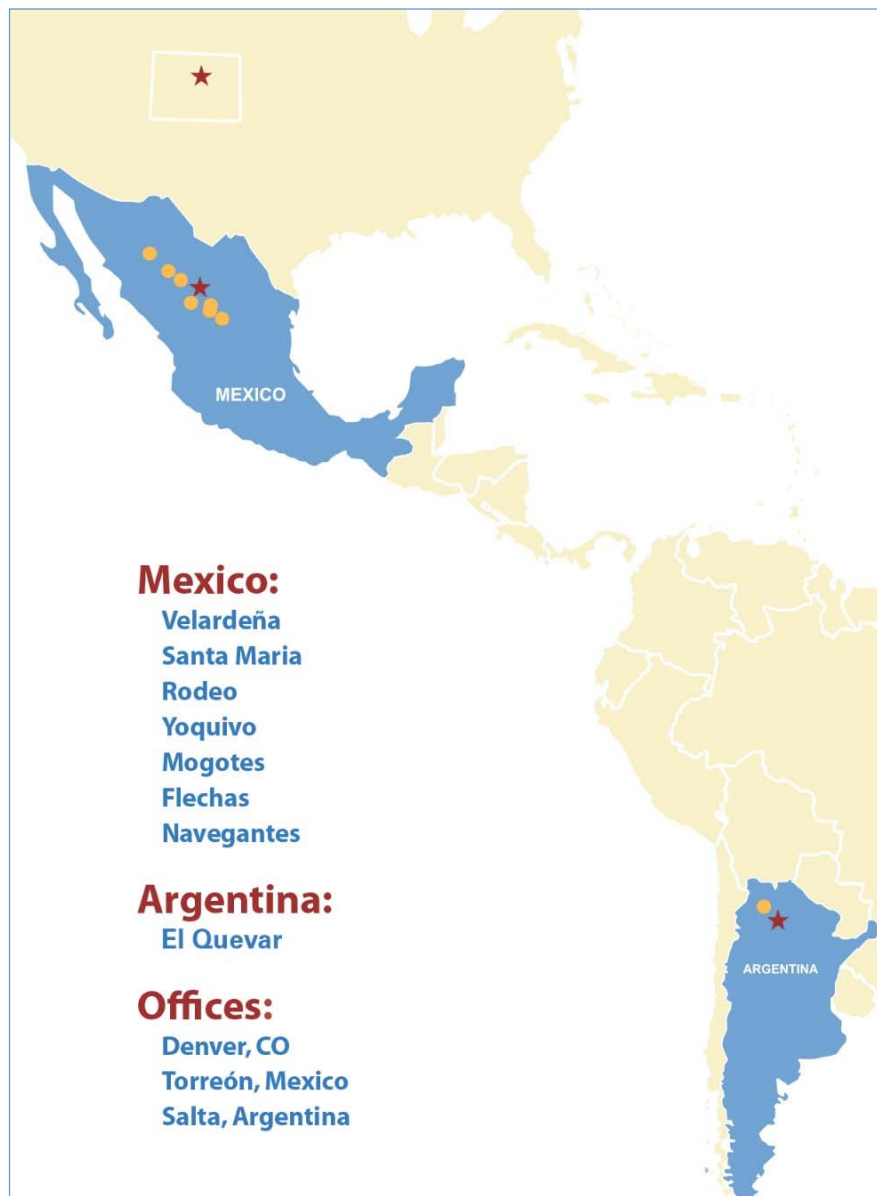 MEXICO
Mexico:
Velardeña
Santa Maria
Rodeo
Yoquivo
Mogotes
Flechas
Navegantes
Argentina:
El Quevar
ARGENTINA
Offices:
Denver, CO
Torreón, Mexico
Salta, Argentina